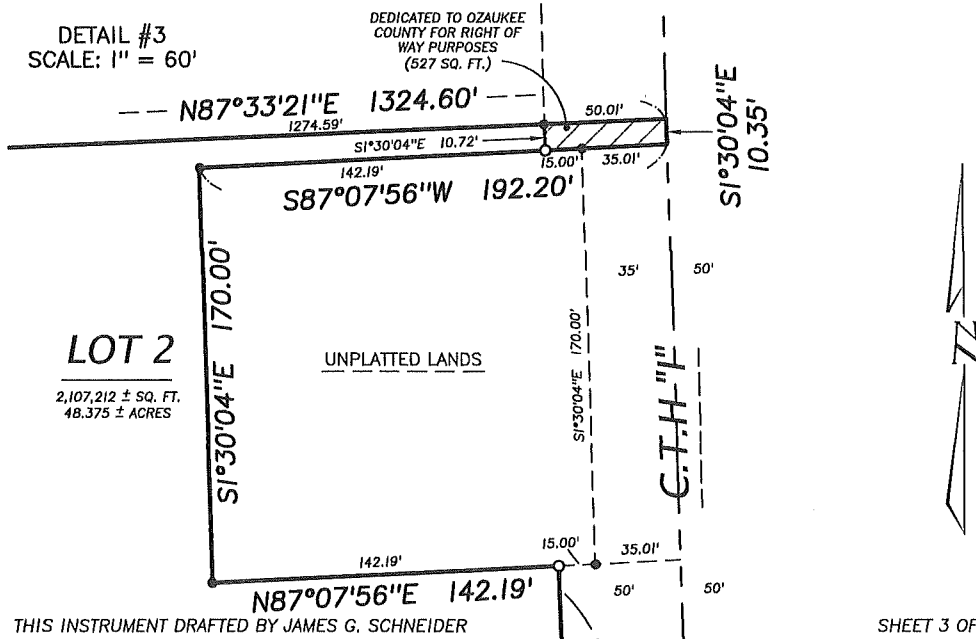 DETAIL #3
SCALE: 1" = 60'
DEDICATED TO OZAUKEE
COUNTY FOR RIGHT OF
WAY PURPOSES
(527 SQ. FT.)
N87°33'21"E 1324.60'
1274.59'
50.01'
S1°30'04"E 10.72'
S1°30'04"E
10.35'
15.00'
35.01'
142.19'
S87°07'56"W 192.20'
S1°30'04"E 170.00'
35'
50'
LOT 2
2,107,212 ± SQ. FT.
48.375 ± ACRES
UNPLATTED LANDS
S1°30'04"E 170.00'
C.T.H "I"
N
142.19'
15.00'
35.01'
N87°07'56"E 142.19'
50'
50'
THIS INSTRUMENT DRAFTED BY JAMES G. SCHNEIDER
SHEET 3 OF